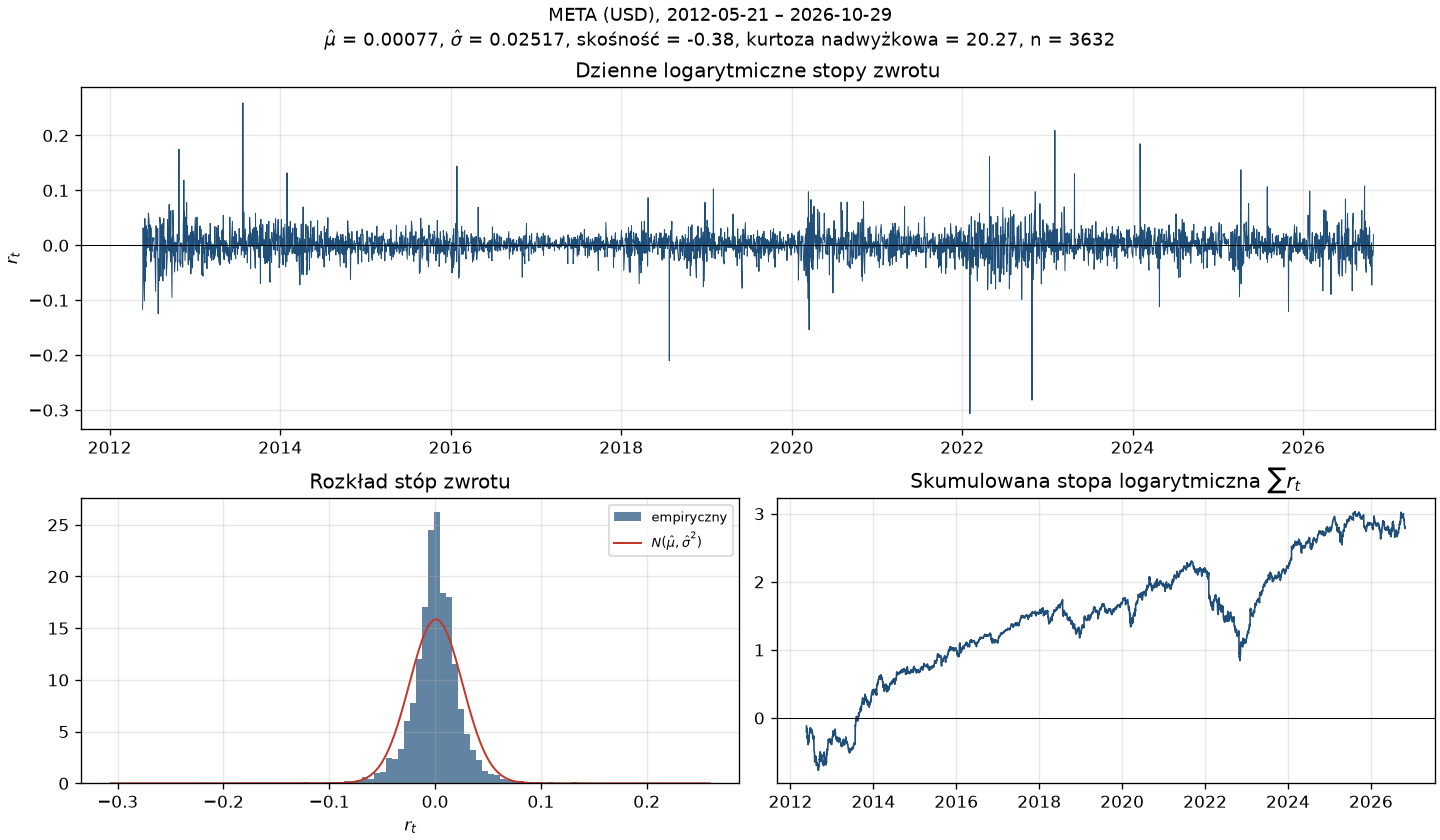 META (USD), 2012-05-21 – 2026-10-29
μ̂ = 0.00077, σ̂ = 0.02517, skośność = -0.38, kurtoza nadwyżkowa = 20.27, n = 3632
Dzienne logarytmiczne stopy zwrotu
0.2
0.1
0.0
−0.1
−0.2
−0.3
r_t
2012 2014 2016 2018 2020 2022 2024 2026
Rozkład stóp zwrotu
25
20
15
10
5
0
empiryczny
N(μ̂, σ̂²)
−0.3 −0.2 −0.1 0.0 0.1 0.2
r_t
Skumulowana stopa logarytmiczna ∑r_t
3
2
1
0
2012 2014 2016 2018 2020 2022 2024 2026